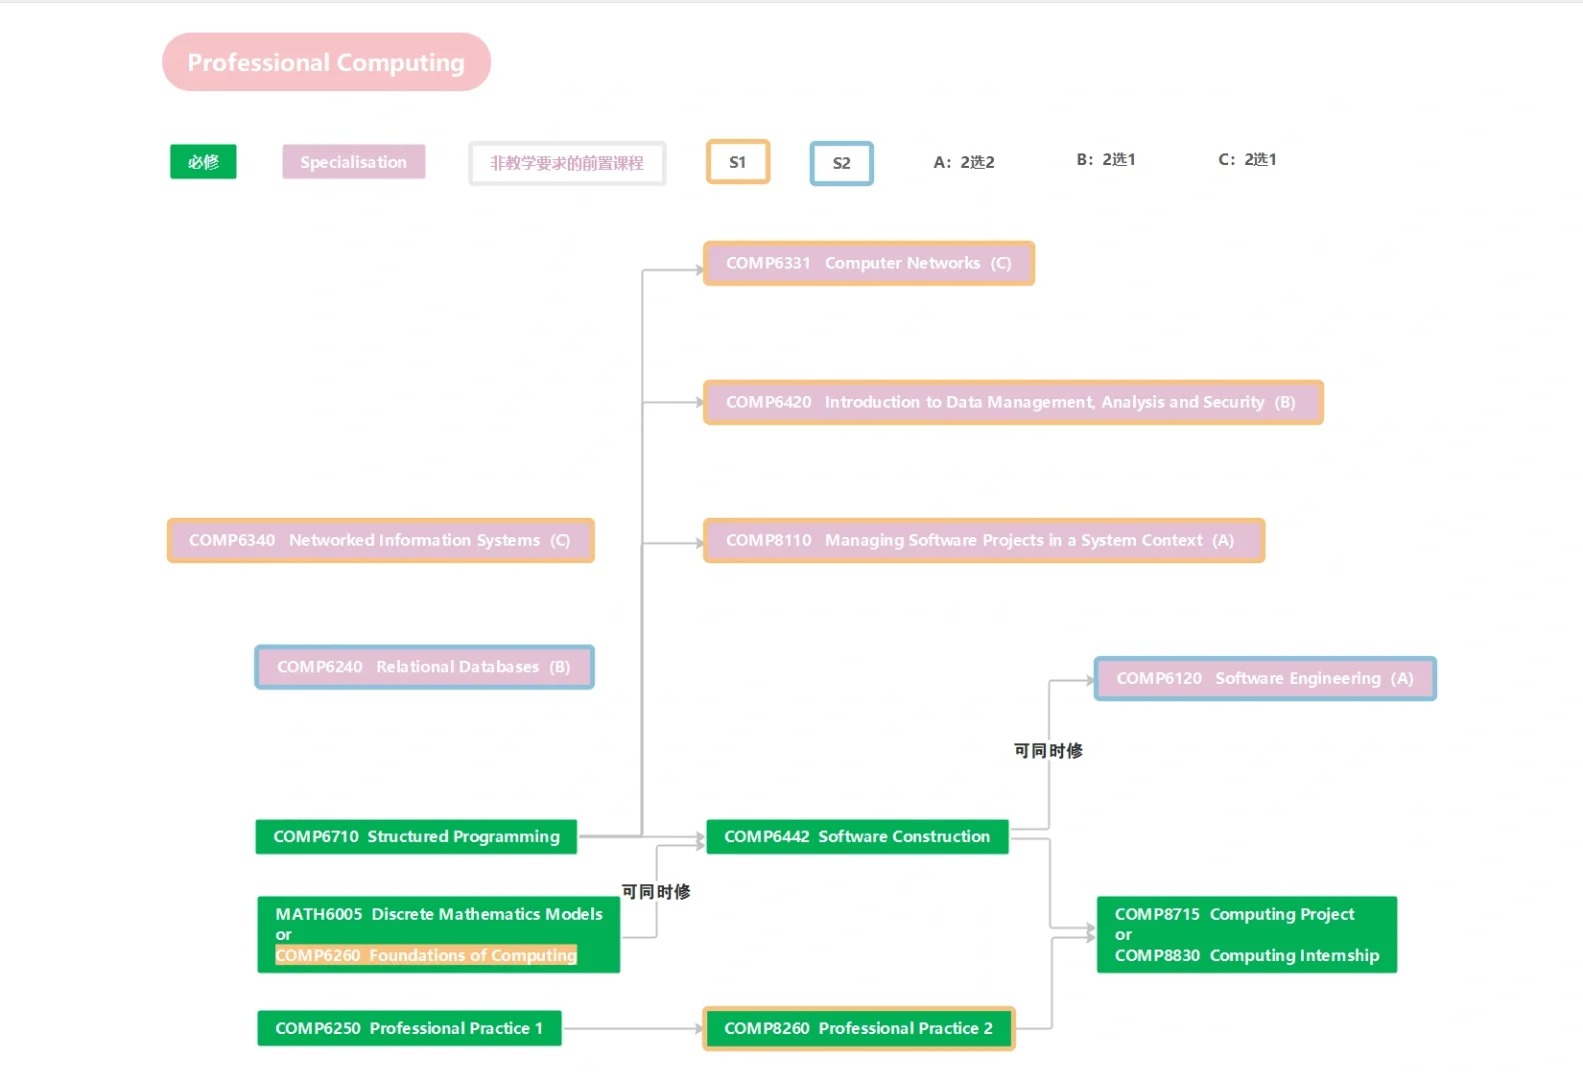 Professional Computing
必修
Specialisation
非教学要求的前置课程
S1
S2
A：2选2
B：2选1
C：2选1
COMP6331 Computer Networks (C)
COMP6420 Introduction to Data Management, Analysis and Security (B)
COMP6340 Networked Information Systems (C)
COMP8110 Managing Software Projects in a System Context (A)
COMP6240 Relational Databases (B)
COMP6120 Software Engineering (A)
可同时修
COMP6710 Structured Programming
COMP6442 Software Construction
可同时修
MATH6005 Discrete Mathematics Models
or
COMP6260 Foundations of Computing
COMP8715 Computing Project
or
COMP8830 Computing Internship
COMP6250 Professional Practice 1
COMP8260 Professional Practice 2